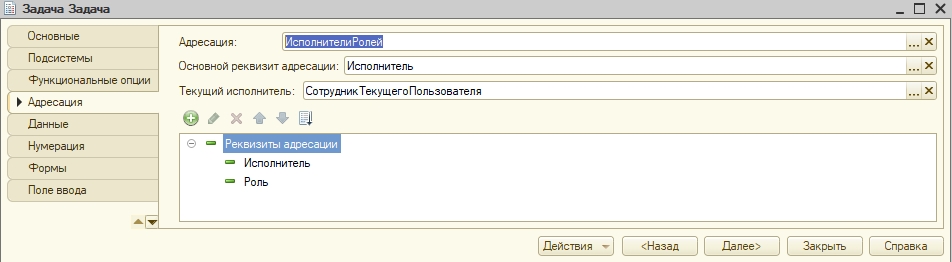 Задача Задача
Основные
Подсистемы
Функциональные опции
Адресация
Данные
Нумерация
Формы
Поле ввода
Адресация: ИсполнителиРолей ...
Основной реквизит адресации: Исполнитель ...
Текущий исполнитель: СотрудникТекущегоПользователя ...
Реквизиты адресации
Исполнитель
Роль
Действия <Назад Далее> Закрыть Справка